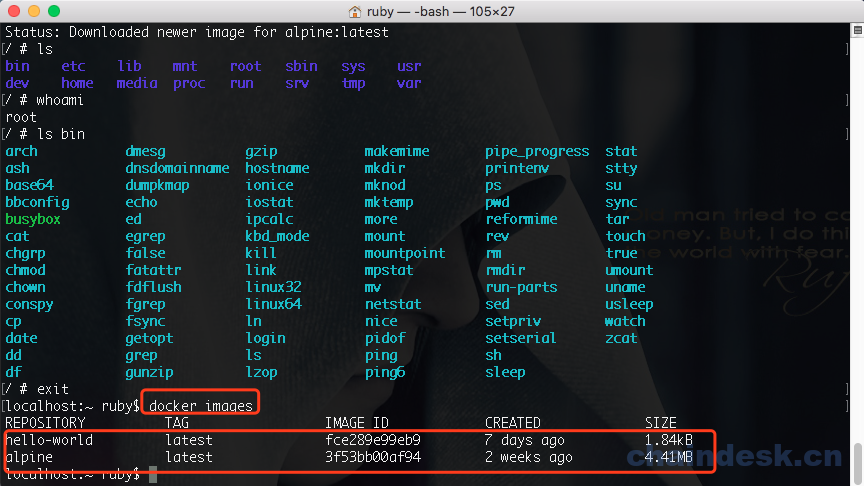 ruby — -bash — 105×27
Status: Downloaded newer image for alpine:latest
[/ # ls
bin etc lib mnt root sbin sys usr
dev home media proc run srv tmp var
[/ # whoami
root
[/ # ls bin
arch dmesg gzip makemime pipe_progress stat
ash dnsdomainname hostname mkdir printenv stty
base64 dumpkmap ionice mknod ps su
bbconfig echo iostat mktemp pwd sync
busybox ed ipcalc more reformime tar
cat egrep kbd_mode mount rev touch
chgrp false kill mountpoint rm true
chmod fatattr link mpstat rmdir umount
chown fdflush linux32 mv run-parts uname
conspy fgrep linux64 netstat sed usleep
cp fsync ln nice setpriv watch
date getopt login pidof setserial zcat
dd grep ls ping sh
df gunzip lzop ping6 sleep
[/ # exit
[localhost:~ ruby$ docker images
REPOSITORY TAG IMAGE ID CREATED SIZE
hello-world latest fce289e99eb9 7 days ago 1.84kB
alpine latest 3f53bb00af94 2 weeks ago 4.41MB
localhost:~ ruby$
old man tried to
money. But, I do
the world with fear.
chaindesk.cn